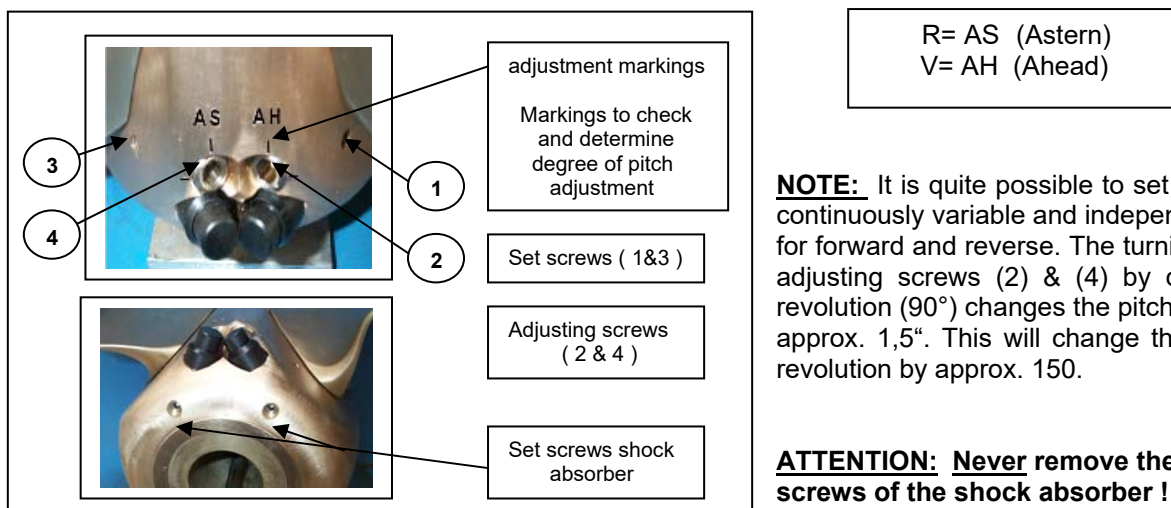 AS AH
3
1
4
2
adjustment markings
Markings to check
and determine
degree of pitch
adjustment
Set screws ( 1&3 )
Adjusting screws
( 2 & 4 )
Set screws shock
absorber
R= AS (Astern)
V= AH (Ahead)
NOTE: It is quite possible to set
continuously variable and
for forward and reverse. The
adjusting screws (2) & (4) by
revolution (90°) changes the pitch
approx. 1,5“. This will change
revolution by approx. 150.
ATTENTION: Never remove the
screws of the shock absorber !